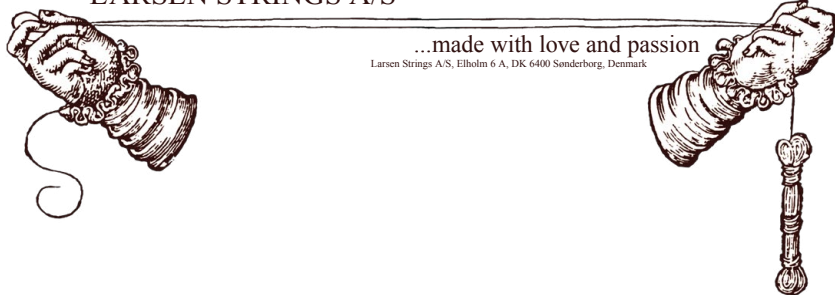 LARSEN STRINGS A/S
...made with love and passion
Larsen Strings A/S, Elholm 6 A, DK 6400 Sønderborg, Denmark